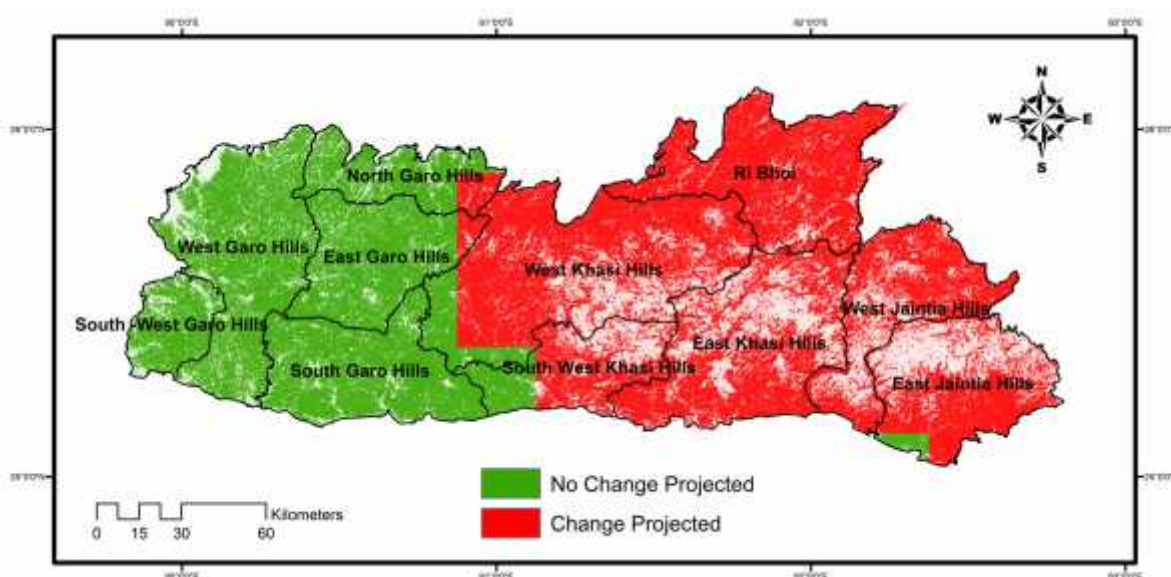 N
W E
S
North Garo Hills
Ri Bhoi
West Garo Hills
East Garo Hills
West Khasi Hills
South -West Garo Hills
West Jaintia Hills
East Khasi Hills
South Garo Hills
South West Khasi Hills
East Jaintia Hills
No Change Projected
Change Projected
Kilometers
0 15 30 60